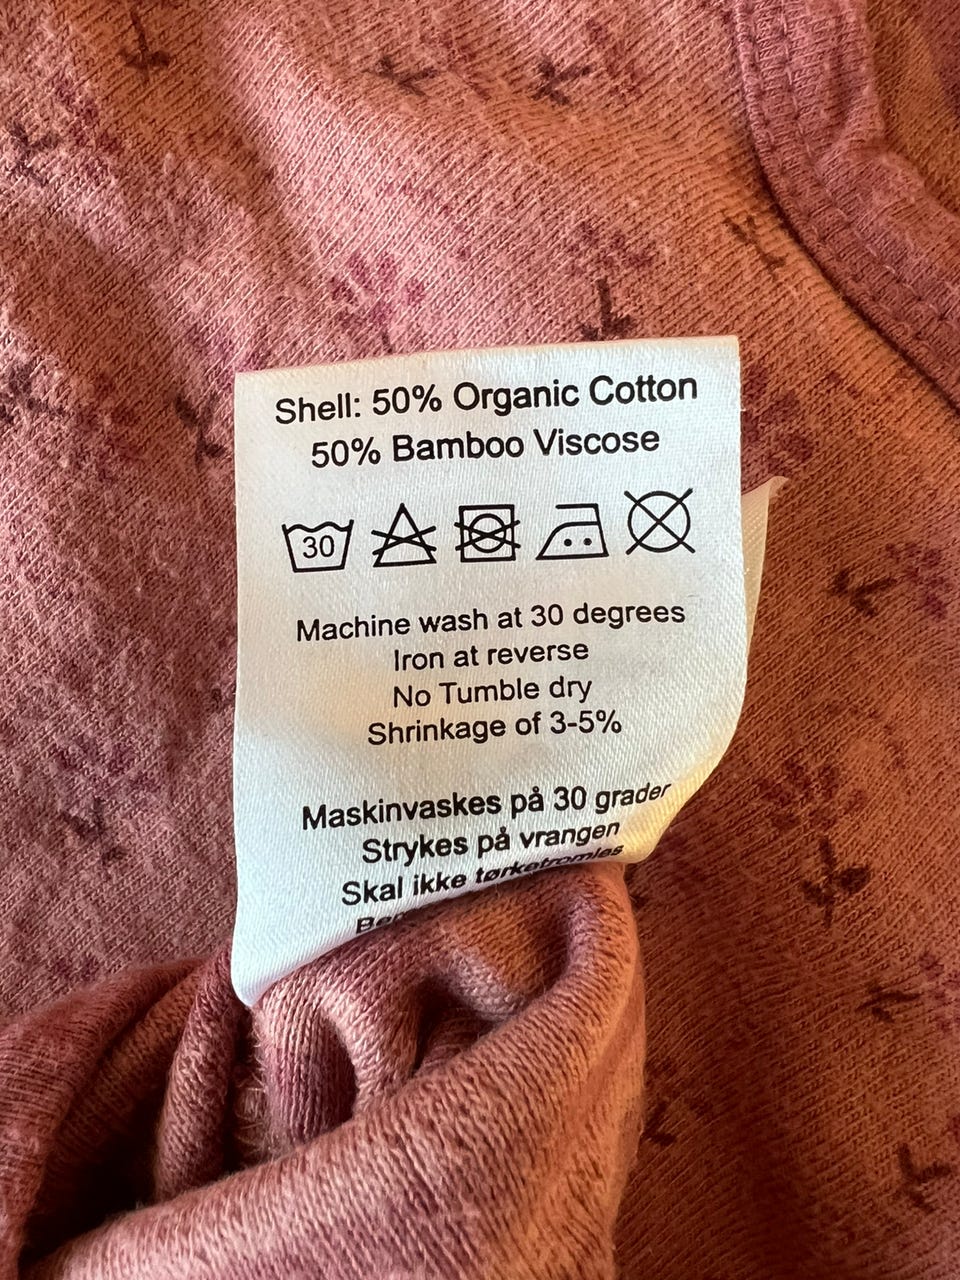 Shell: 50% Organic Cotton
50% Bamboo Viscose
30
Machine wash at 30 degrees
Iron at reverse
No Tumble dry
Shrinkage of 3-5%
Maskinvaskes på 30 grader
Strykes på vrangen
Skal ikke tørketromles